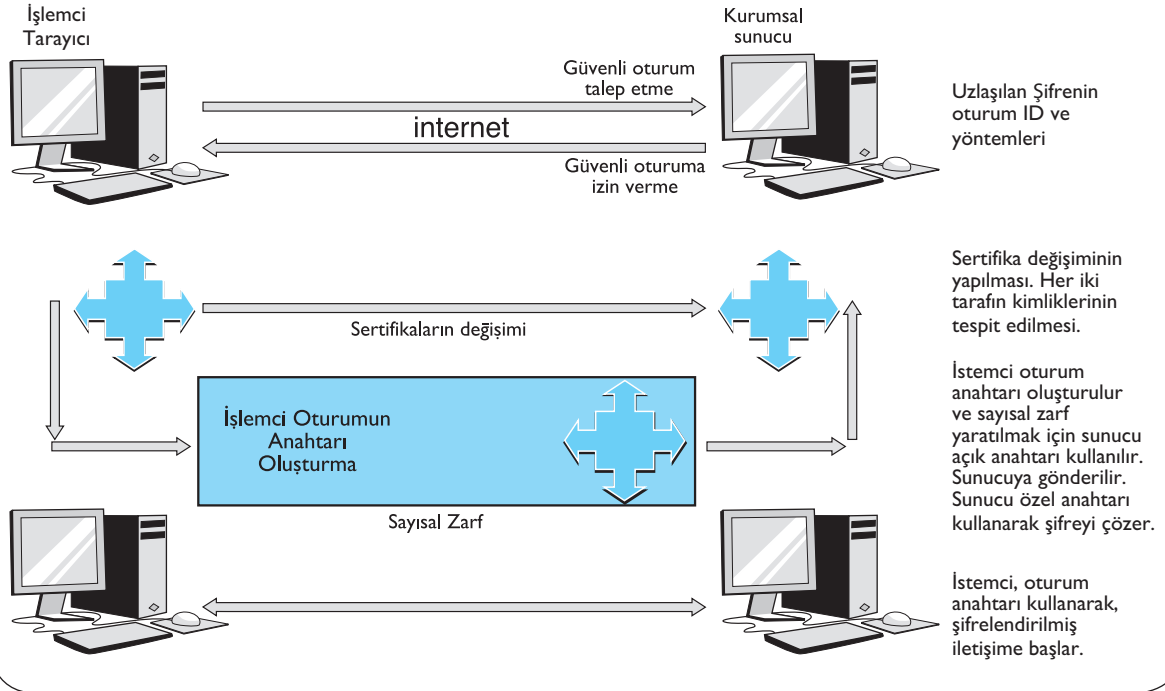 İşlemci
Tarayıcı
Kurumsal
sunucu
Güvenli oturum
talep etme
internet
Güvenli oturuma
izin verme
Uzlaşılan Şifrenin
oturum ID ve
yöntemleri
Sertifikaların değişimi
Sertifika değişiminin
yapılması. Her iki
tarafın kimliklerinin
tespit edilmesi.
İşlemci Oturumun
Anahtarı
Oluşturma
Sayısal Zarf
İstemci oturum
anahtarı oluşturulur
ve sayısal zarf
yaratılmak için sunucu
açık anahtarı kullanılır.
Sunucuya gönderilir.
Sunucu özel anahtarı
kullanarak şifreyi çözer.
İstemci, oturum
anahtarı kullanarak,
şifrelendirilmiş
iletişime başlar.